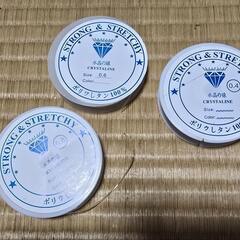 STRONG & STRETCHY
水晶の線
CRYSTALINE
Size: 0.6
Color:
ポリウレタン100%
STRONG & STRETCHY
水晶の線
CRYSTALINE
Size:
0.4
Color:
ポリウレタン100%
STRONG & STRETCHY
ポリウレ